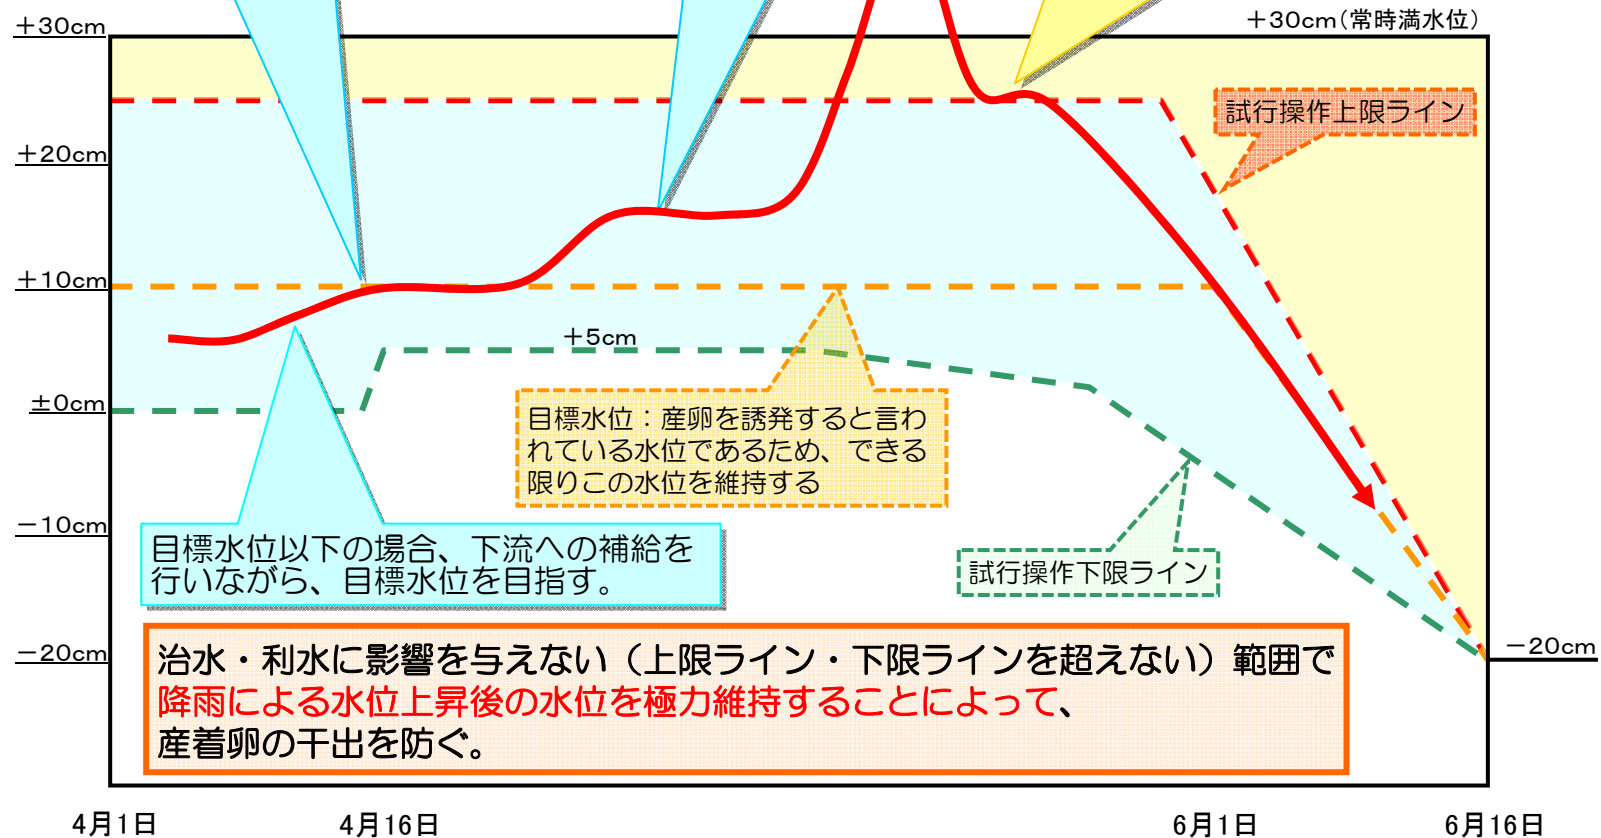 +30cm
+30cm(常時満水位)
試行操作上限ライン
+20cm
+10cm
+5cm
±0cm
目標水位：産卵を誘発すると言わ
れている水位であるため、できる
限りこの水位を維持する
−10cm
目標水位以下の場合、下流への補給を
行いながら、目標水位を目指す。
試行操作下限ライン
−20cm
−20cm
治水・利水に影響を与えない（上限ライン・下限ラインを超えない）範囲で
降雨による水位上昇後の水位を極力維持することによって、
産着卵の干出を防ぐ。
4月1日
4月16日
6月1日
6月16日